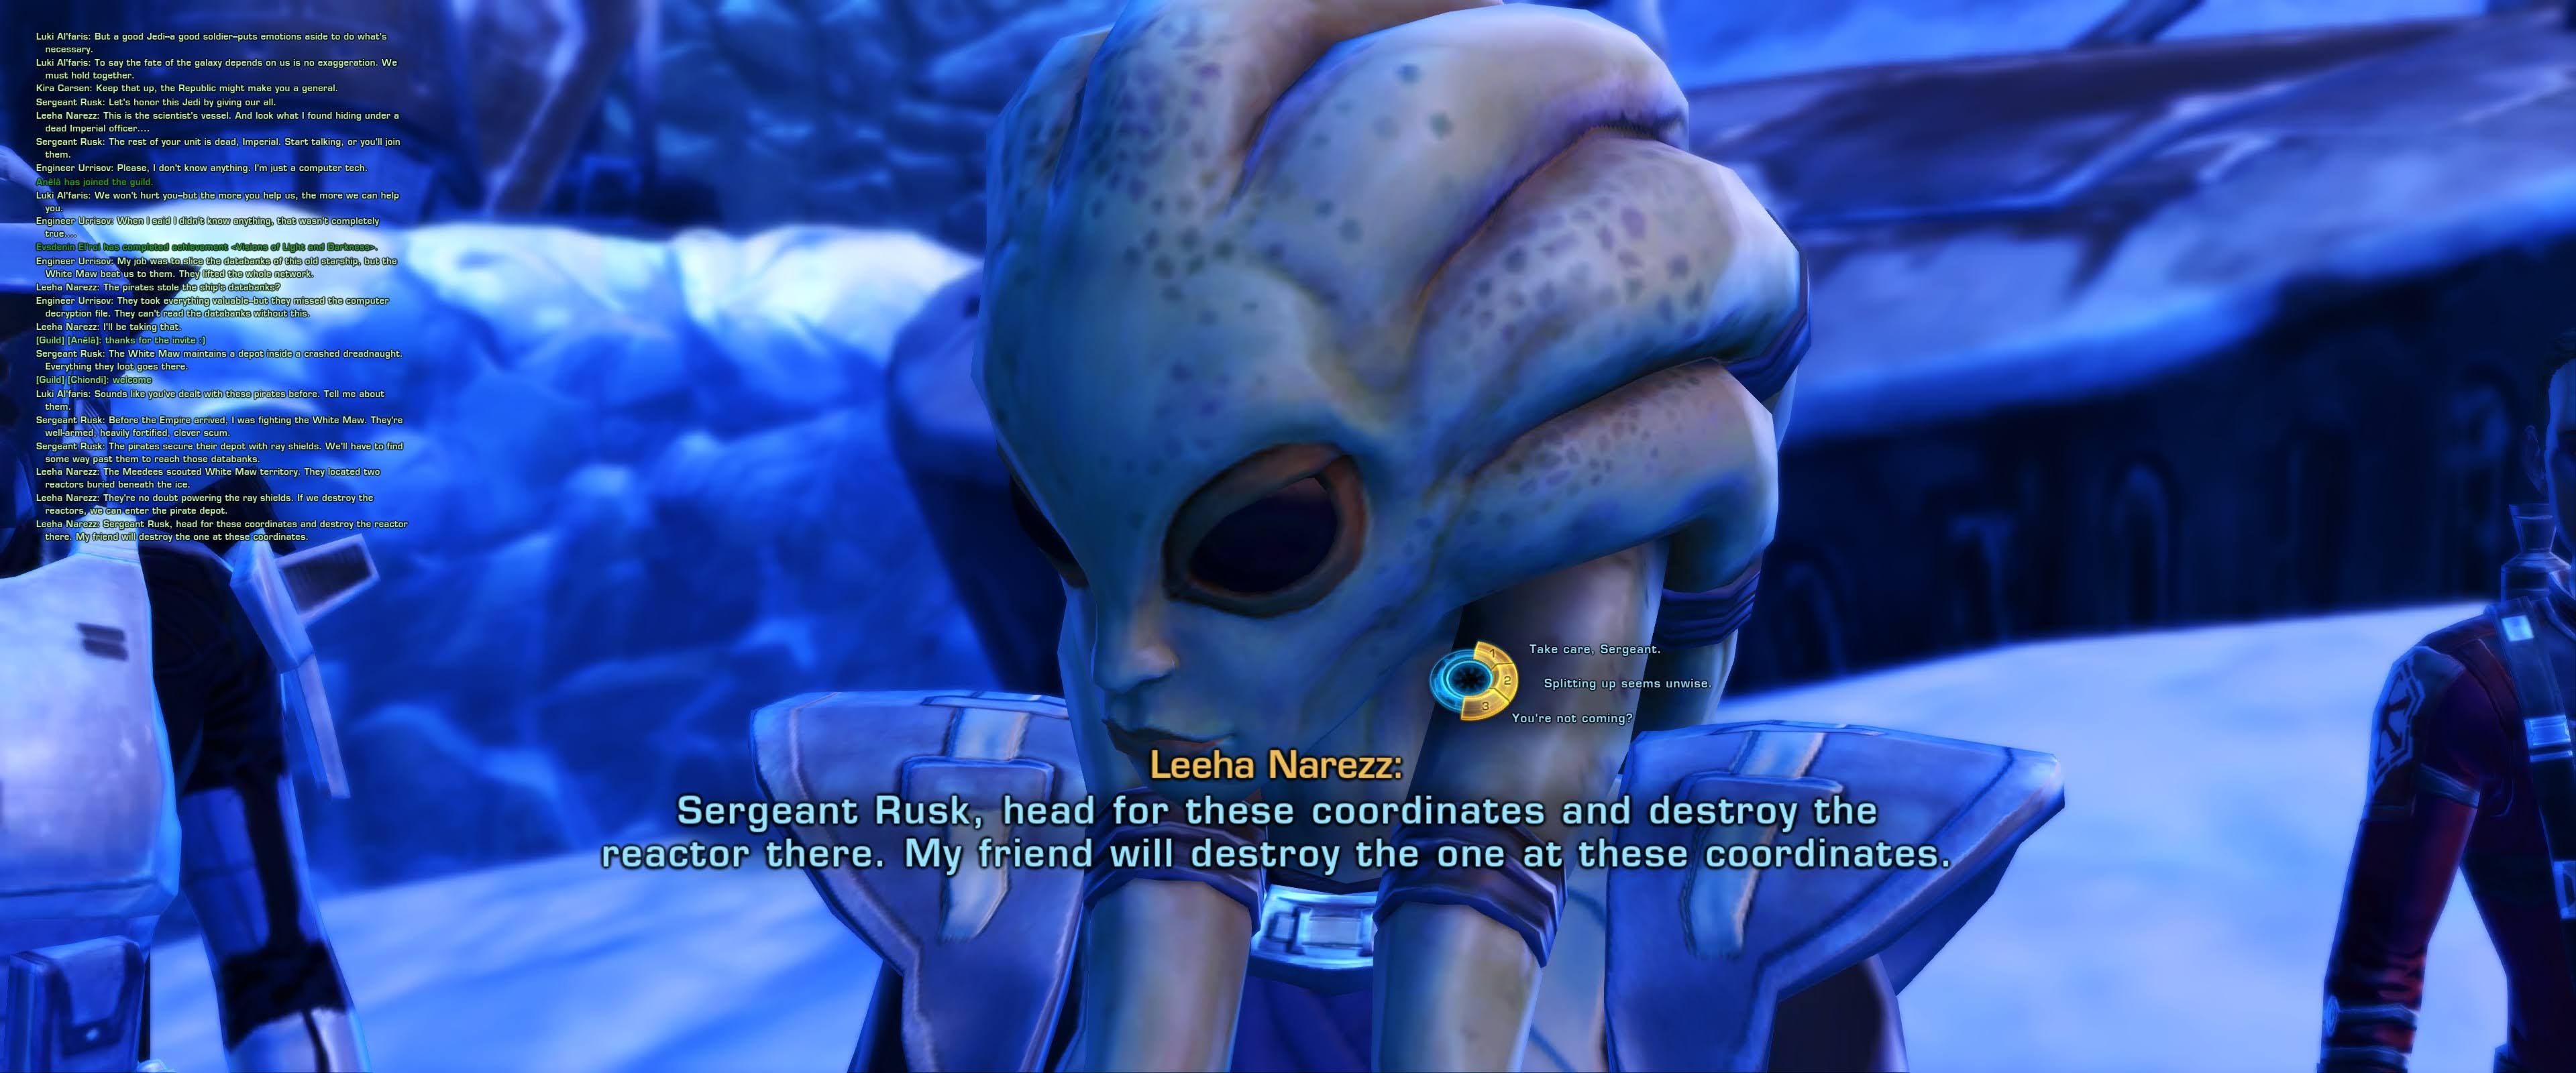 Luki Al'faris: But a good Jedi–a good soldier–puts emotions aside to do what's
necessary.
Luki Al'faris: To say the fate of the galaxy depends on us is no exaggeration. We
must hold together.
Kira Carsen: Keep that up, the Republic might make you a general.
Sergeant Rusk: Let's honor this Jedi by giving our all.
Leeha Narezz: This is the scientist's vessel. And look what I found hiding under a
dead Imperial officer....
Sergeant Rusk: The rest of your unit is dead, Imperial. Start talking, or you'll join
them.
Engineer Urrisov: Please, I don't know anything. I'm just a computer tech.
Anêlâ has joined the guild.
Luki Al'faris: We won't hurt you–but the more you help us, the more we can help
you.
Engineer Urrisov: When I said I didn't know anything, that wasn't completely
true....
Evsdenin El'roi has completed achievement <Visions of Light and Darkness>.
Engineer Urrisov: My job was to slice the databanks of this old starship, but the
White Maw beat us to them. They lifted the whole network.
Leeha Narezz: The pirates stole the ship's databanks?
Engineer Urrisov: They took everything valuable–but they missed the computer
decryption file. They can't read the databanks without this.
Leeha Narezz: I'll be taking that.
[Guild] [Anêlâ]: thanks for the invite :)
Sergeant Rusk: The White Maw maintains a depot inside a crashed dreadnaught.
Everything they loot goes there.
[Guild] [Chiondi]: welcome
Luki Al'faris: Sounds like you've dealt with these pirates before. Tell me about
them.
Sergeant Rusk: Before the Empire arrived, I was fighting the White Maw. They're
well-armed, heavily fortified, clever scum.
Sergeant Rusk: The pirates secure their depot with ray shields. We'll have to find
some way past them to reach those databanks.
Leeha Narezz: The Meedees scouted White Maw territory. They located two
reactors buried beneath the ice.
Leeha Narezz: They're no doubt powering the ray shields. If we destroy the
reactors, we can enter the pirate depot.
Leeha Narezz: Sergeant Rusk, head for these coordinates and destroy the reactor
there. My friend will destroy the one at these coordinates.
1 Take care, Sergeant.
2 Splitting up seems unwise.
3 You're not coming?
Leeha Narezz:
Sergeant Rusk, head for these coordinates and destroy the
reactor there. My friend will destroy the one at these coordinates.